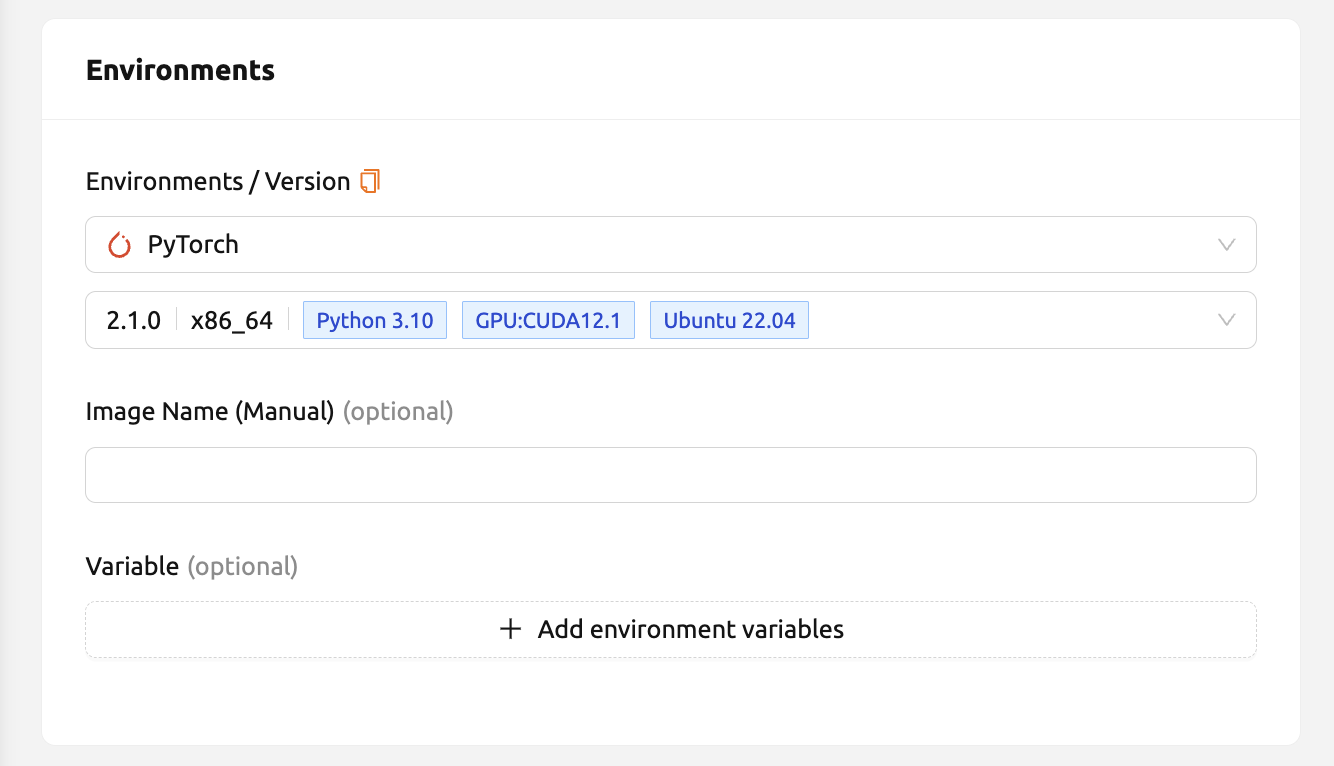 Environments
Environments / Version
PyTorch
2.1.0 x86_64 Python 3.10 GPU:CUDA12.1 Ubuntu 22.04
Image Name (Manual) (optional)
Variable (optional)
+ Add environment variables